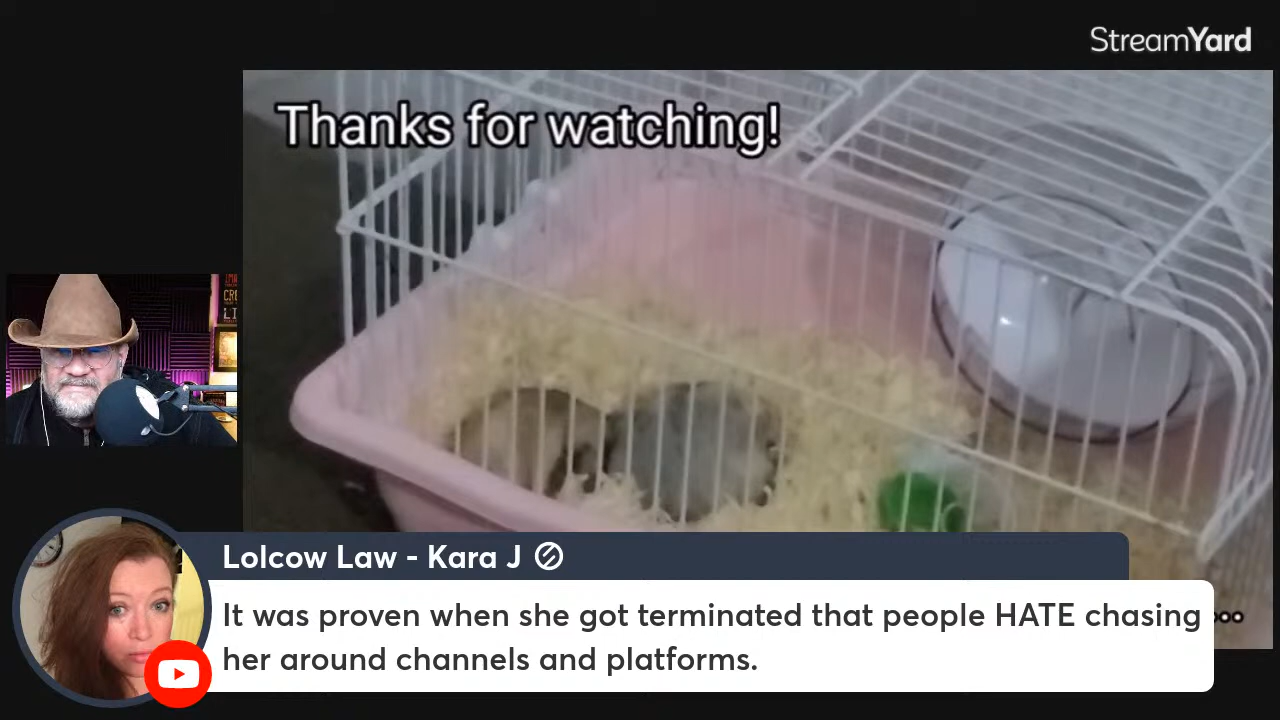 StreamYard
Thanks for watching!
Lolcow Law - Kara J
It was proven when she got terminated that people HATE chasing
her around channels and platforms.